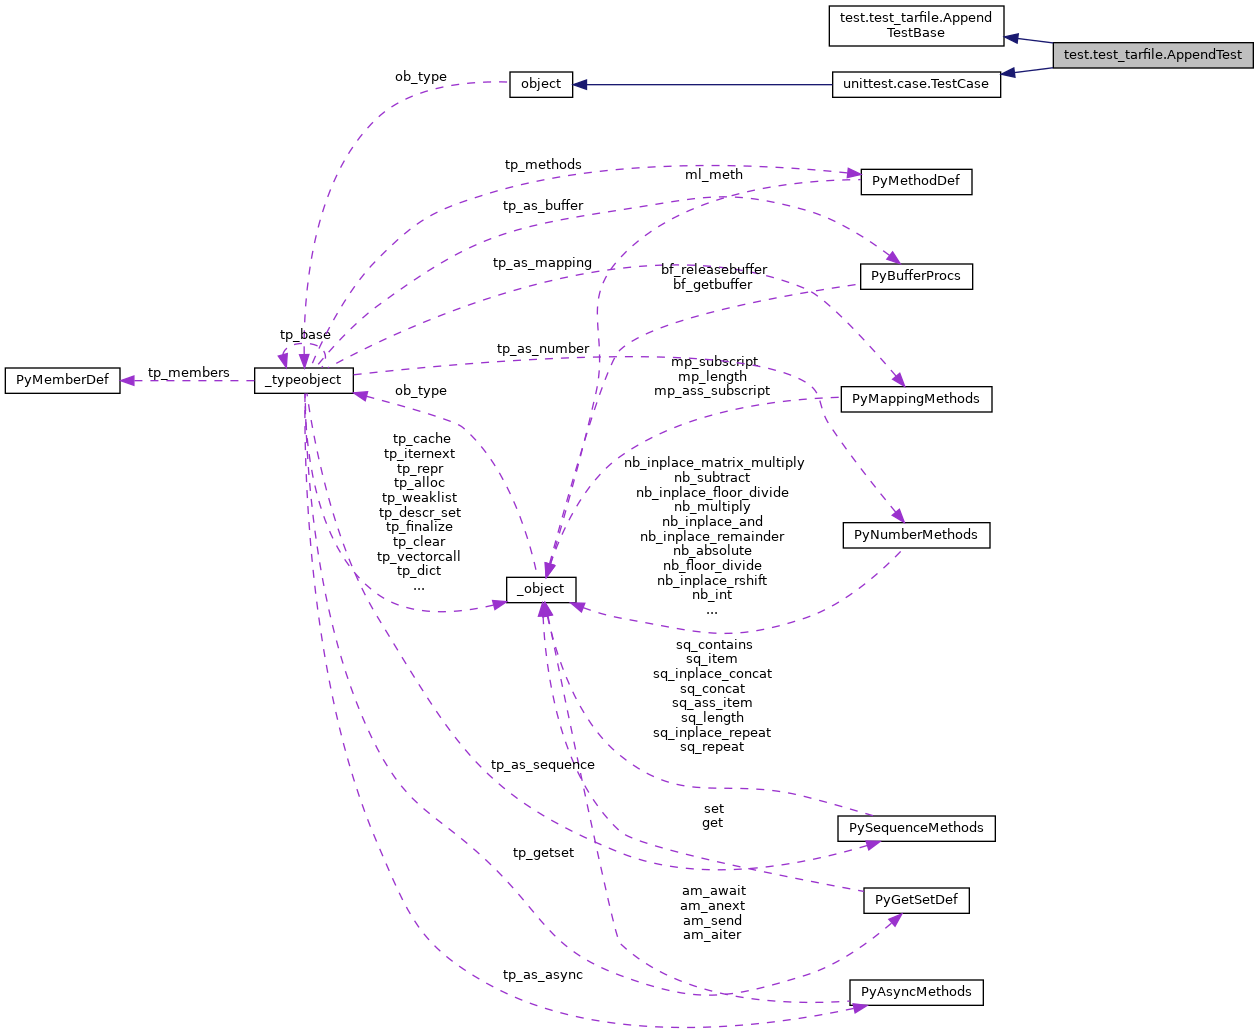 test.test_tarfile.Append
TestBase
test.test_tarfile.AppendTest
ob_type
object
unittest.case.TestCase
tp_methods
ml_meth
PyMethodDef
tp_as_buffer
tp_as_mapping
bf_releasebuffer
bf_getbuffer
PyBufferProcs
tp_base
tp_as_number
mp_subscript
mp_length
mp_ass_subscript
PyMemberDef
tp_members
_typeobject
ob_type
PyMappingMethods
tp_cache
tp_iternext
tp_repr
tp_alloc
tp_weaklist
tp_descr_set
tp_finalize
tp_clear
tp_vectorcall
tp_dict
...
nb_inplace_matrix_multiply
nb_subtract
nb_inplace_floor_divide
nb_multiply
nb_inplace_and
nb_inplace_remainder
nb_absolute
nb_floor_divide
nb_inplace_rshift
nb_int
...
PyNumberMethods
_object
sq_contains
sq_item
sq_inplace_concat
sq_concat
sq_ass_item
sq_length
sq_inplace_repeat
sq_repeat
tp_as_sequence
set
get
PySequenceMethods
tp_getset
am_await
am_anext
am_send
am_aiter
PyGetSetDef
tp_as_async
PyAsyncMethods